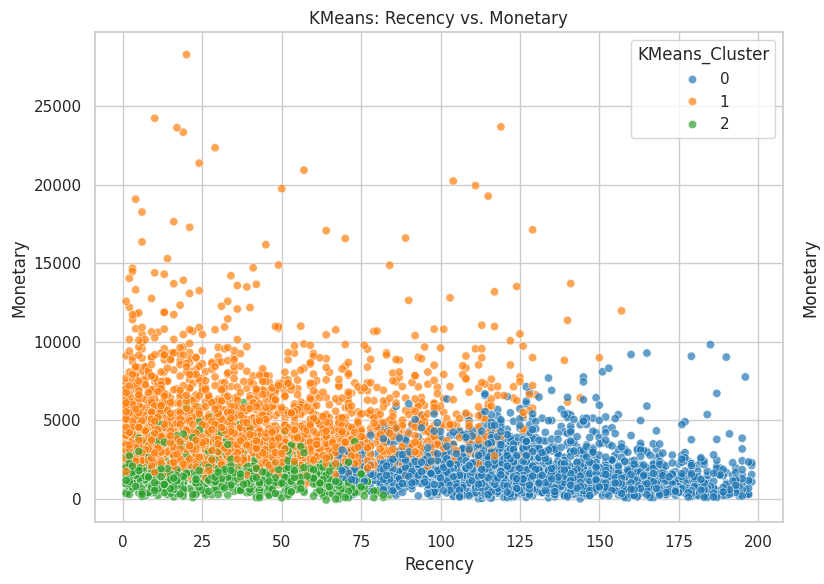 KMeans: Recency vs. Monetary
KMeans_Cluster
0
1
2
25000
20000
15000
10000
5000
0
Monetary
Monetary
0 25 50 75 100 125 150 175 200
Recency